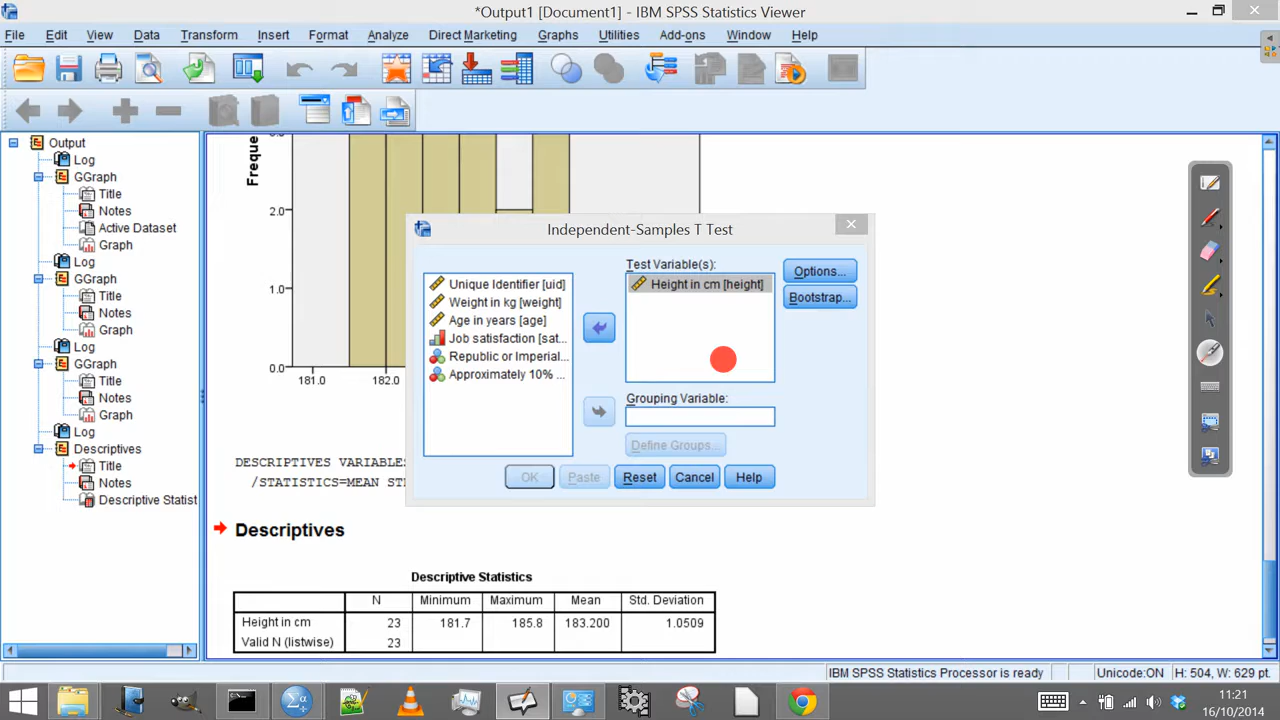 *Output1 [Document1] - IBM SPSS Statistics Viewer
File Edit View Data Transform Insert Format Analyze Direct Marketing Graphs Utilities Add-ons Window Help
Output
Log
GGraph
Title
Notes
Active Dataset
Graph
Log
GGraph
Title
Notes
Graph
Log
GGraph
Title
Notes
Graph
Log
Descriptives
Title
Notes
Descriptive Statist
Freque
2.0
1.0
0.0
181.0 182.0
DESCRIPTIVES VARIABLES
/STATISTICS=MEAN ST
Independent-Samples T Test
Unique Identifier [uid]
Weight in kg [weight]
Age in years [age]
Job satisfaction [sat...
Republic or Imperial...
Approximately 10% ...
Test Variable(s):
Height in cm [height]
Grouping Variable:
Define Groups...
Options...
Bootstrap...
OK Paste Reset Cancel Help
Descriptives
Descriptive Statistics
N Minimum Maximum Mean Std. Deviation
Height in cm 23 181.7 185.8 183.200 1.0509
Valid N (listwise) 23
IBM SPSS Statistics Processor is ready Unicode:ON H: 504, W: 629 pt.
11:21
16/10/2014